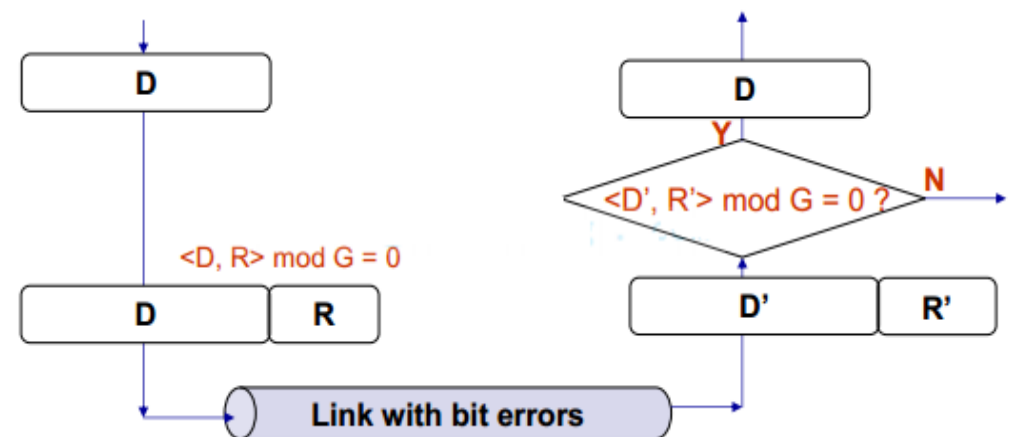 D
<D, R> mod G = 0
D
R
Link with bit errors
D
Y
<D’, R’> mod G = 0 ?
N
D’
R’